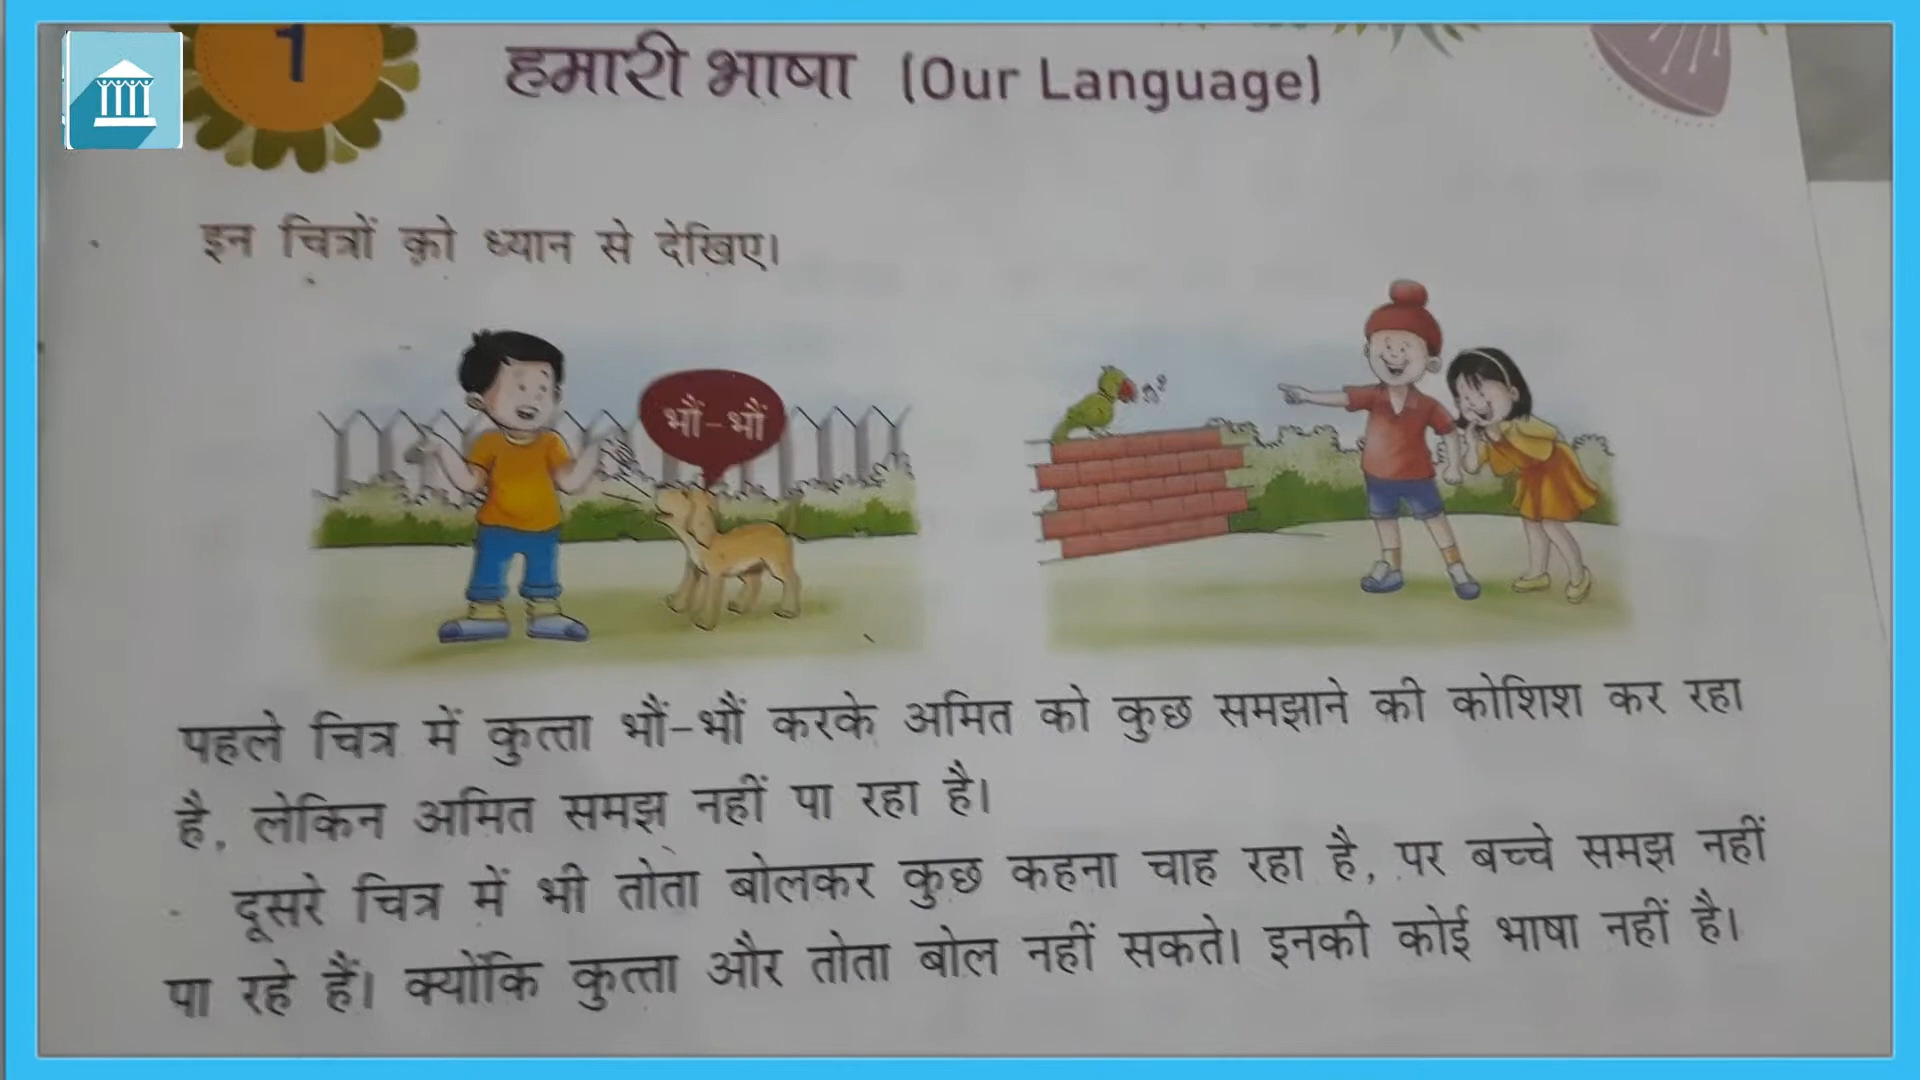 1
हमारी भाषा (Our Language)
इन चित्रों को ध्यान से देखिए।
भौं-भौं
पहले चित्र में कुत्ता भौं-भौं करके अमित को कुछ समझाने की कोशिश कर रहा
है, लेकिन अमित समझ नहीं पा रहा है।
दूसरे चित्र में भी तोता बोलकर कुछ कहना चाह रहा है, पर बच्चे समझ नहीं
पा रहे हैं। क्योंकि कुत्ता और तोता बोल नहीं सकते। इनकी कोई भाषा नहीं है।